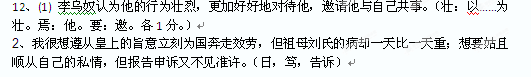 12、(1) 李乌奴认为他的行为壮烈，更加好好地对待他，邀请他与自己共事。（壮：以……为
壮。焉：他。要：邀。各1分。）
2、我很想遵从皇上的旨意立刻为国奔走效劳，但祖母刘氏的病却一天比一天重；想要姑且
顺从自己的私情，但报告申诉又不见准许。（日，笃，告诉）